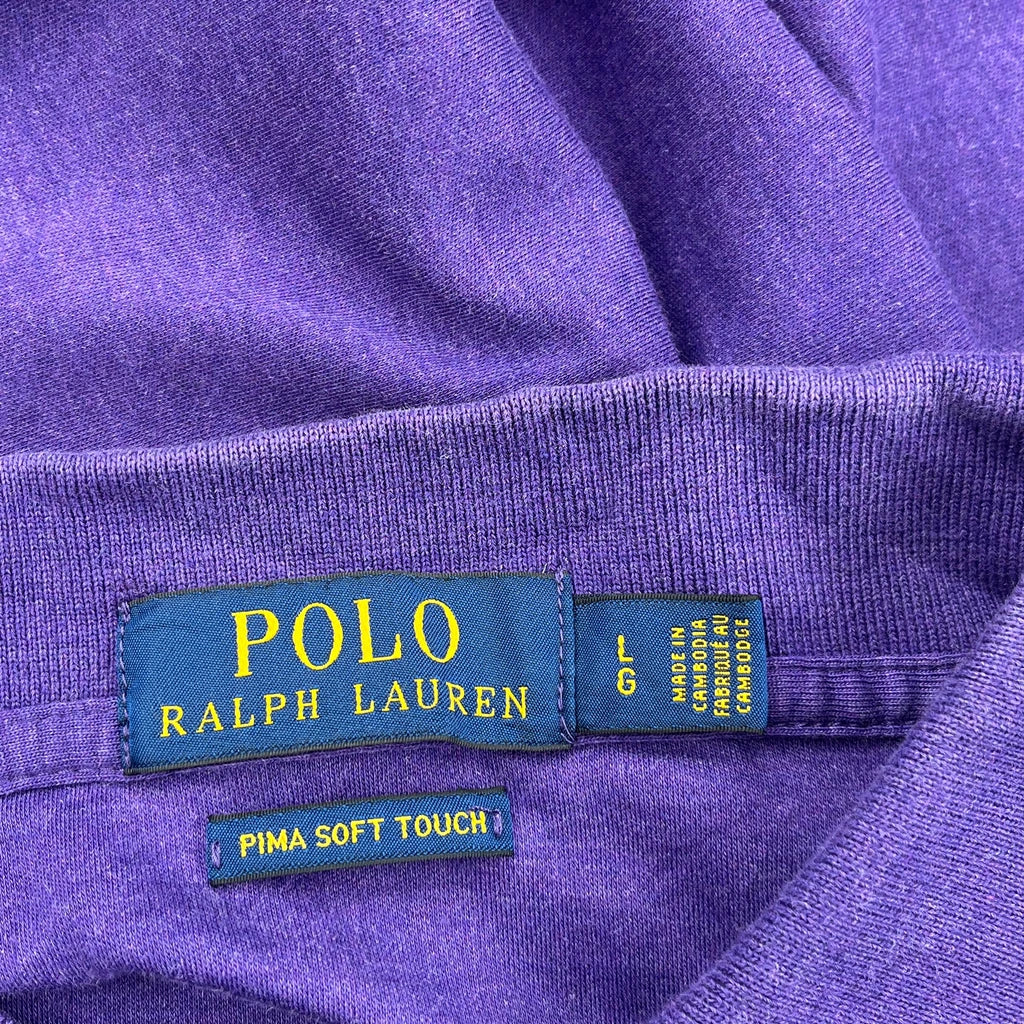 POLO
RALPH LAUREN
L
G
MADE IN
CAMBODIA
FABRIQUÉ AU
CAMBODGE
PIMA SOFT TOUCH